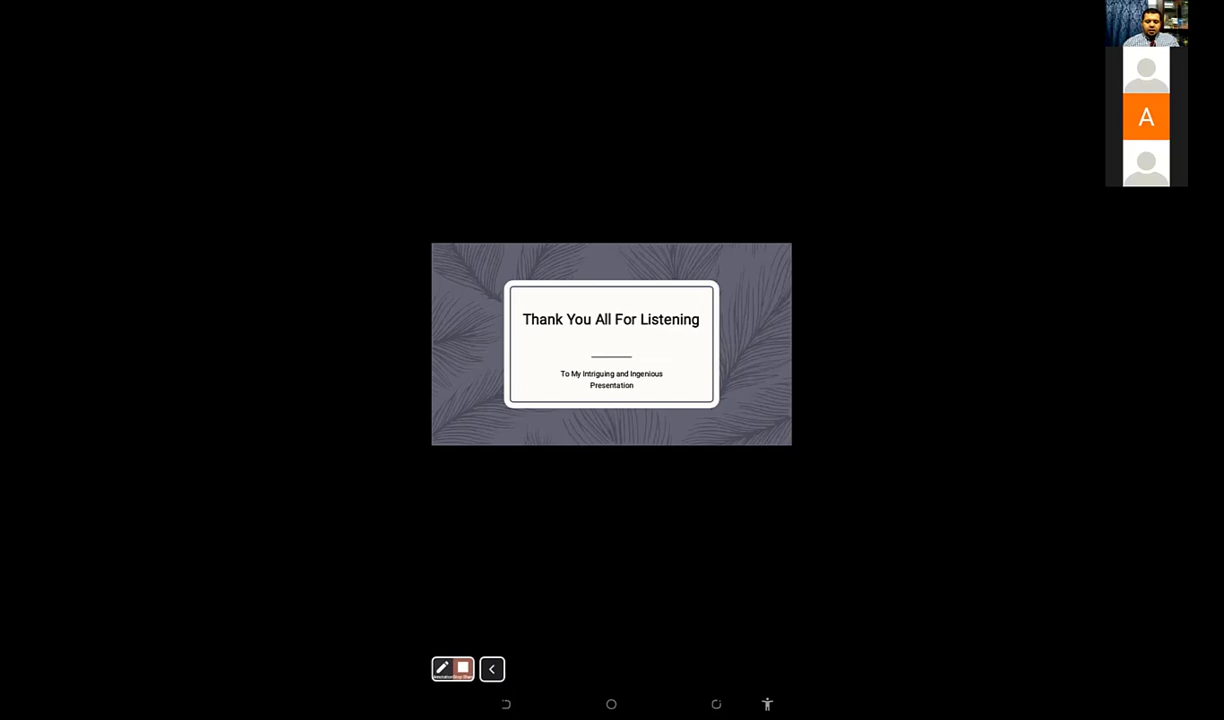 A
Thank You All For Listening
To My Intriguing and Ingenious
Presentation